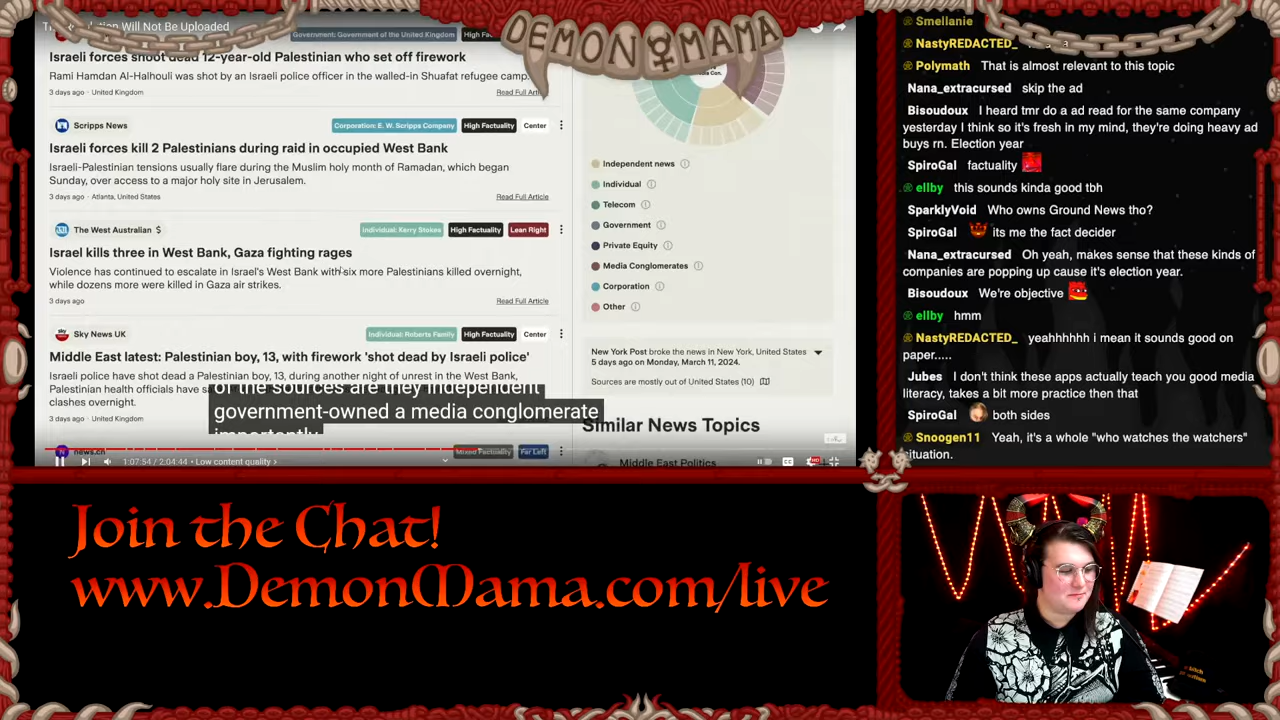 DEMON MAMA
Will Not Be Uploaded
Government: Government of the United Kingdom
Israeli forces shoot dead 12-year-old Palestinian who set off firework
Rami Hamdan Al-Halhouli was shot by an Israeli police officer in the walled-in Shuafat refugee camp.
3 days ago · United Kingdom
Read Full Article
Scripps News
Corporation: E. W. Scripps Company High Factuality Center
Israeli forces kill 2 Palestinians during raid in occupied West Bank
Israeli-Palestinian tensions usually flare during the Muslim holy month of Ramadan, which began
Sunday, over access to a major holy site in Jerusalem.
3 days ago · Atlanta, United States
Read Full Article
The West Australian $
Individual: Kerry Stokes High Factuality Lean Right
Israel kills three in West Bank, Gaza fighting rages
Violence has continued to escalate in Israel's West Bank with six more Palestinians killed overnight,
while dozens more were killed in Gaza air strikes.
3 days ago
Read Full Article
Sky News UK
Individual: Roberts Family High Factuality Center
Middle East latest: Palestinian boy, 13, with firework 'shot dead by Israeli police'
Israeli police have shot dead a Palestinian boy, 13, during another night of unrest in the West Bank,
Palestinian health officials have
clashes overnight.
3 days ago · United Kingdom
of the sources are they independent
government-owned a media conglomerate
importantly
news.cn
Mixed Factuality Far Left
1:07:54 / 2:04:44 • Low content quality >
Independent news
Individual
Telecom
Government
Private Equity
Media Conglomerates
Corporation
Other
New York Post broke the news in New York, United States
5 days ago on Monday, March 11, 2024.
Sources are mostly out of United States (10)
Similar News Topics
Middle East Politics
CC
HD
Smellanie
NastyREDACTED_
Polymath That is almost relevant to this topic
Nana_extracursed skip the ad
Bisoudoux I heard tmr do a ad read for the same company
yesterday I think so it's fresh in my mind, they're doing heavy ad
buys rn. Election year
SpiroGal factuality
ellby this sounds kinda good tbh
SparklyVoid Who owns Ground News tho?
SpiroGal its me the fact decider
Nana_extracursed Oh yeah, makes sense that these kinds of
companies are popping up cause it's election year.
Bisoudoux We're objective
ellby hmm
NastyREDACTED_ yeahhhhhh i mean it sounds good on
paper.....
Jubes I don't think these apps actually teach you good media
literacy, takes a bit more practice then that
SpiroGal both sides
Snoogen11 Yeah, it's a whole "who watches the watchers"
situation.
Join the Chat!
www.DemonMama.com/live